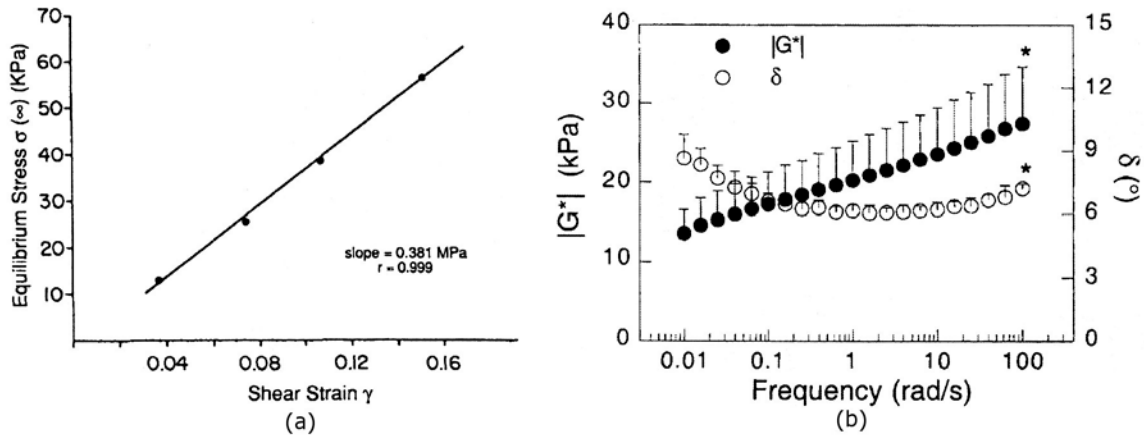 Equilibrium Stress σ (∞) (KPa)
70
60
50
40
30
20
10
slope = 0.381 MPa
r = 0.999
0.04
0.08
0.12
0.16
Shear Strain γ
(a)
|G*| (kPa)
40
30
20
10
0
|G*|
δ
*
*
15
12
9
6
3
0
δ (°)
0.01
0.1
1
10
100
Frequency (rad/s)
(b)